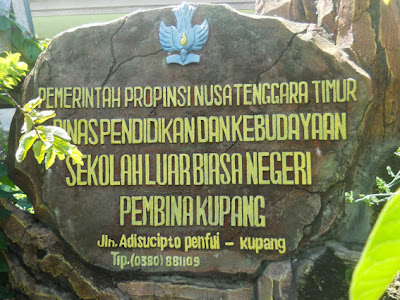 PEMERINTAH PROPINSI NUSA TENGGARA TIMUR
DINAS PENDIDIKAN DAN KEBUDAYAAN
SEKOLAH LUAR BIASA NEGERI
PEMBINA KUPANG
Jln. Adisucipto penfui - kupang
Tlp. (0380) 881109